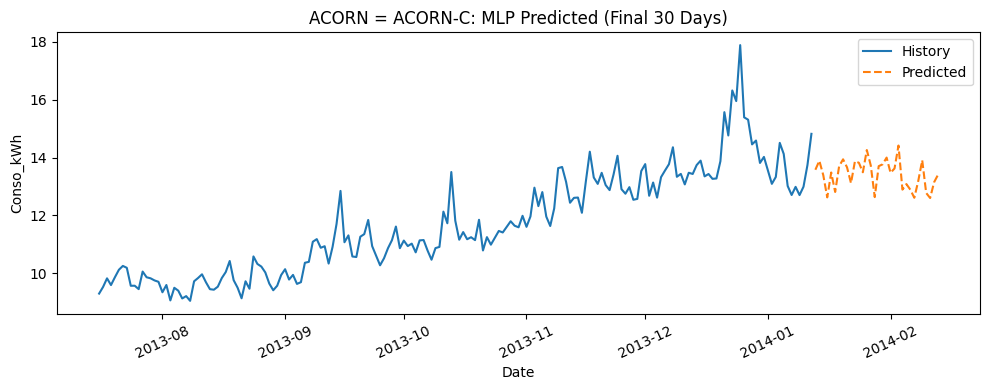 ACORN = ACORN-C: MLP Predicted (Final 30 Days)
Conso_kWh
18
16
14
12
10
History
Predicted
2013-08
2013-09
2013-10
2013-11
2013-12
2014-01
2014-02
Date